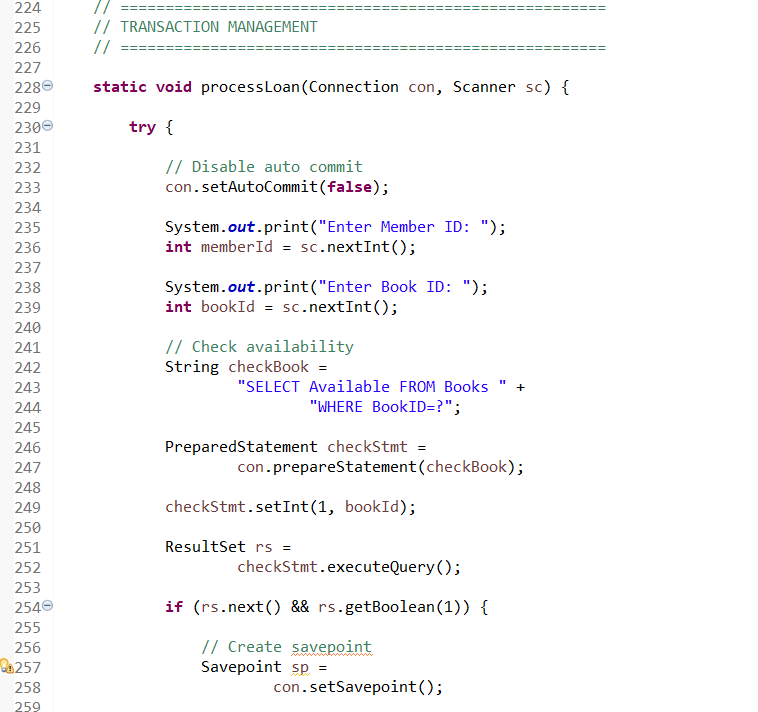 224 // ======================================================
225 // TRANSACTION MANAGEMENT
226 // ======================================================
227
228 static void processLoan(Connection con, Scanner sc) {
229
230 try {
231
232 // Disable auto commit
233 con.setAutoCommit(false);
234
235 System.out.print("Enter Member ID: ");
236 int memberId = sc.nextInt();
237
238 System.out.print("Enter Book ID: ");
239 int bookId = sc.nextInt();
240
241 // Check availability
242 String checkBook =
243 "SELECT Available FROM Books " +
244 "WHERE BookID=?";
245
246 PreparedStatement checkStmt =
247 con.prepareStatement(checkBook);
248
249 checkStmt.setInt(1, bookId);
250
251 ResultSet rs =
252 checkStmt.executeQuery();
253
254 if (rs.next() && rs.getBoolean(1)) {
255
256 // Create savepoint
257 Savepoint sp =
258 con.setSavepoint();
259